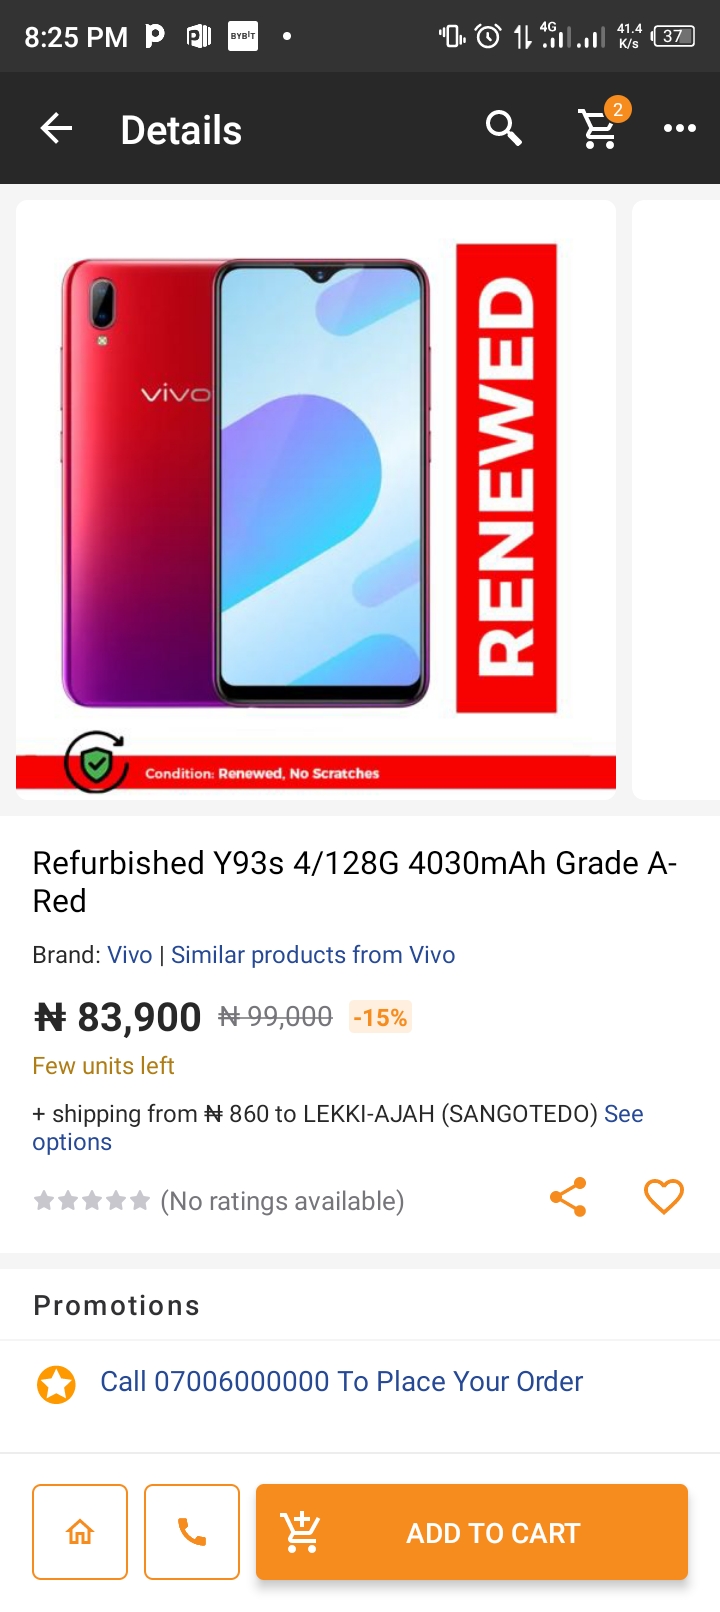 8:25 PM
BYBIT
4G
41.4
K/s
37
Details
2
vivo
RENEWED
Condition: Renewed, No Scratches
Refurbished Y93s 4/128G 4030mAh Grade A-
Red
Brand: Vivo | Similar products from Vivo
₦ 83,900 ₦ 99,000 -15%
Few units left
+ shipping from ₦ 860 to LEKKI-AJAH (SANGOTEDO) See
options
(No ratings available)
Promotions
Call 07006000000 To Place Your Order
ADD TO CART